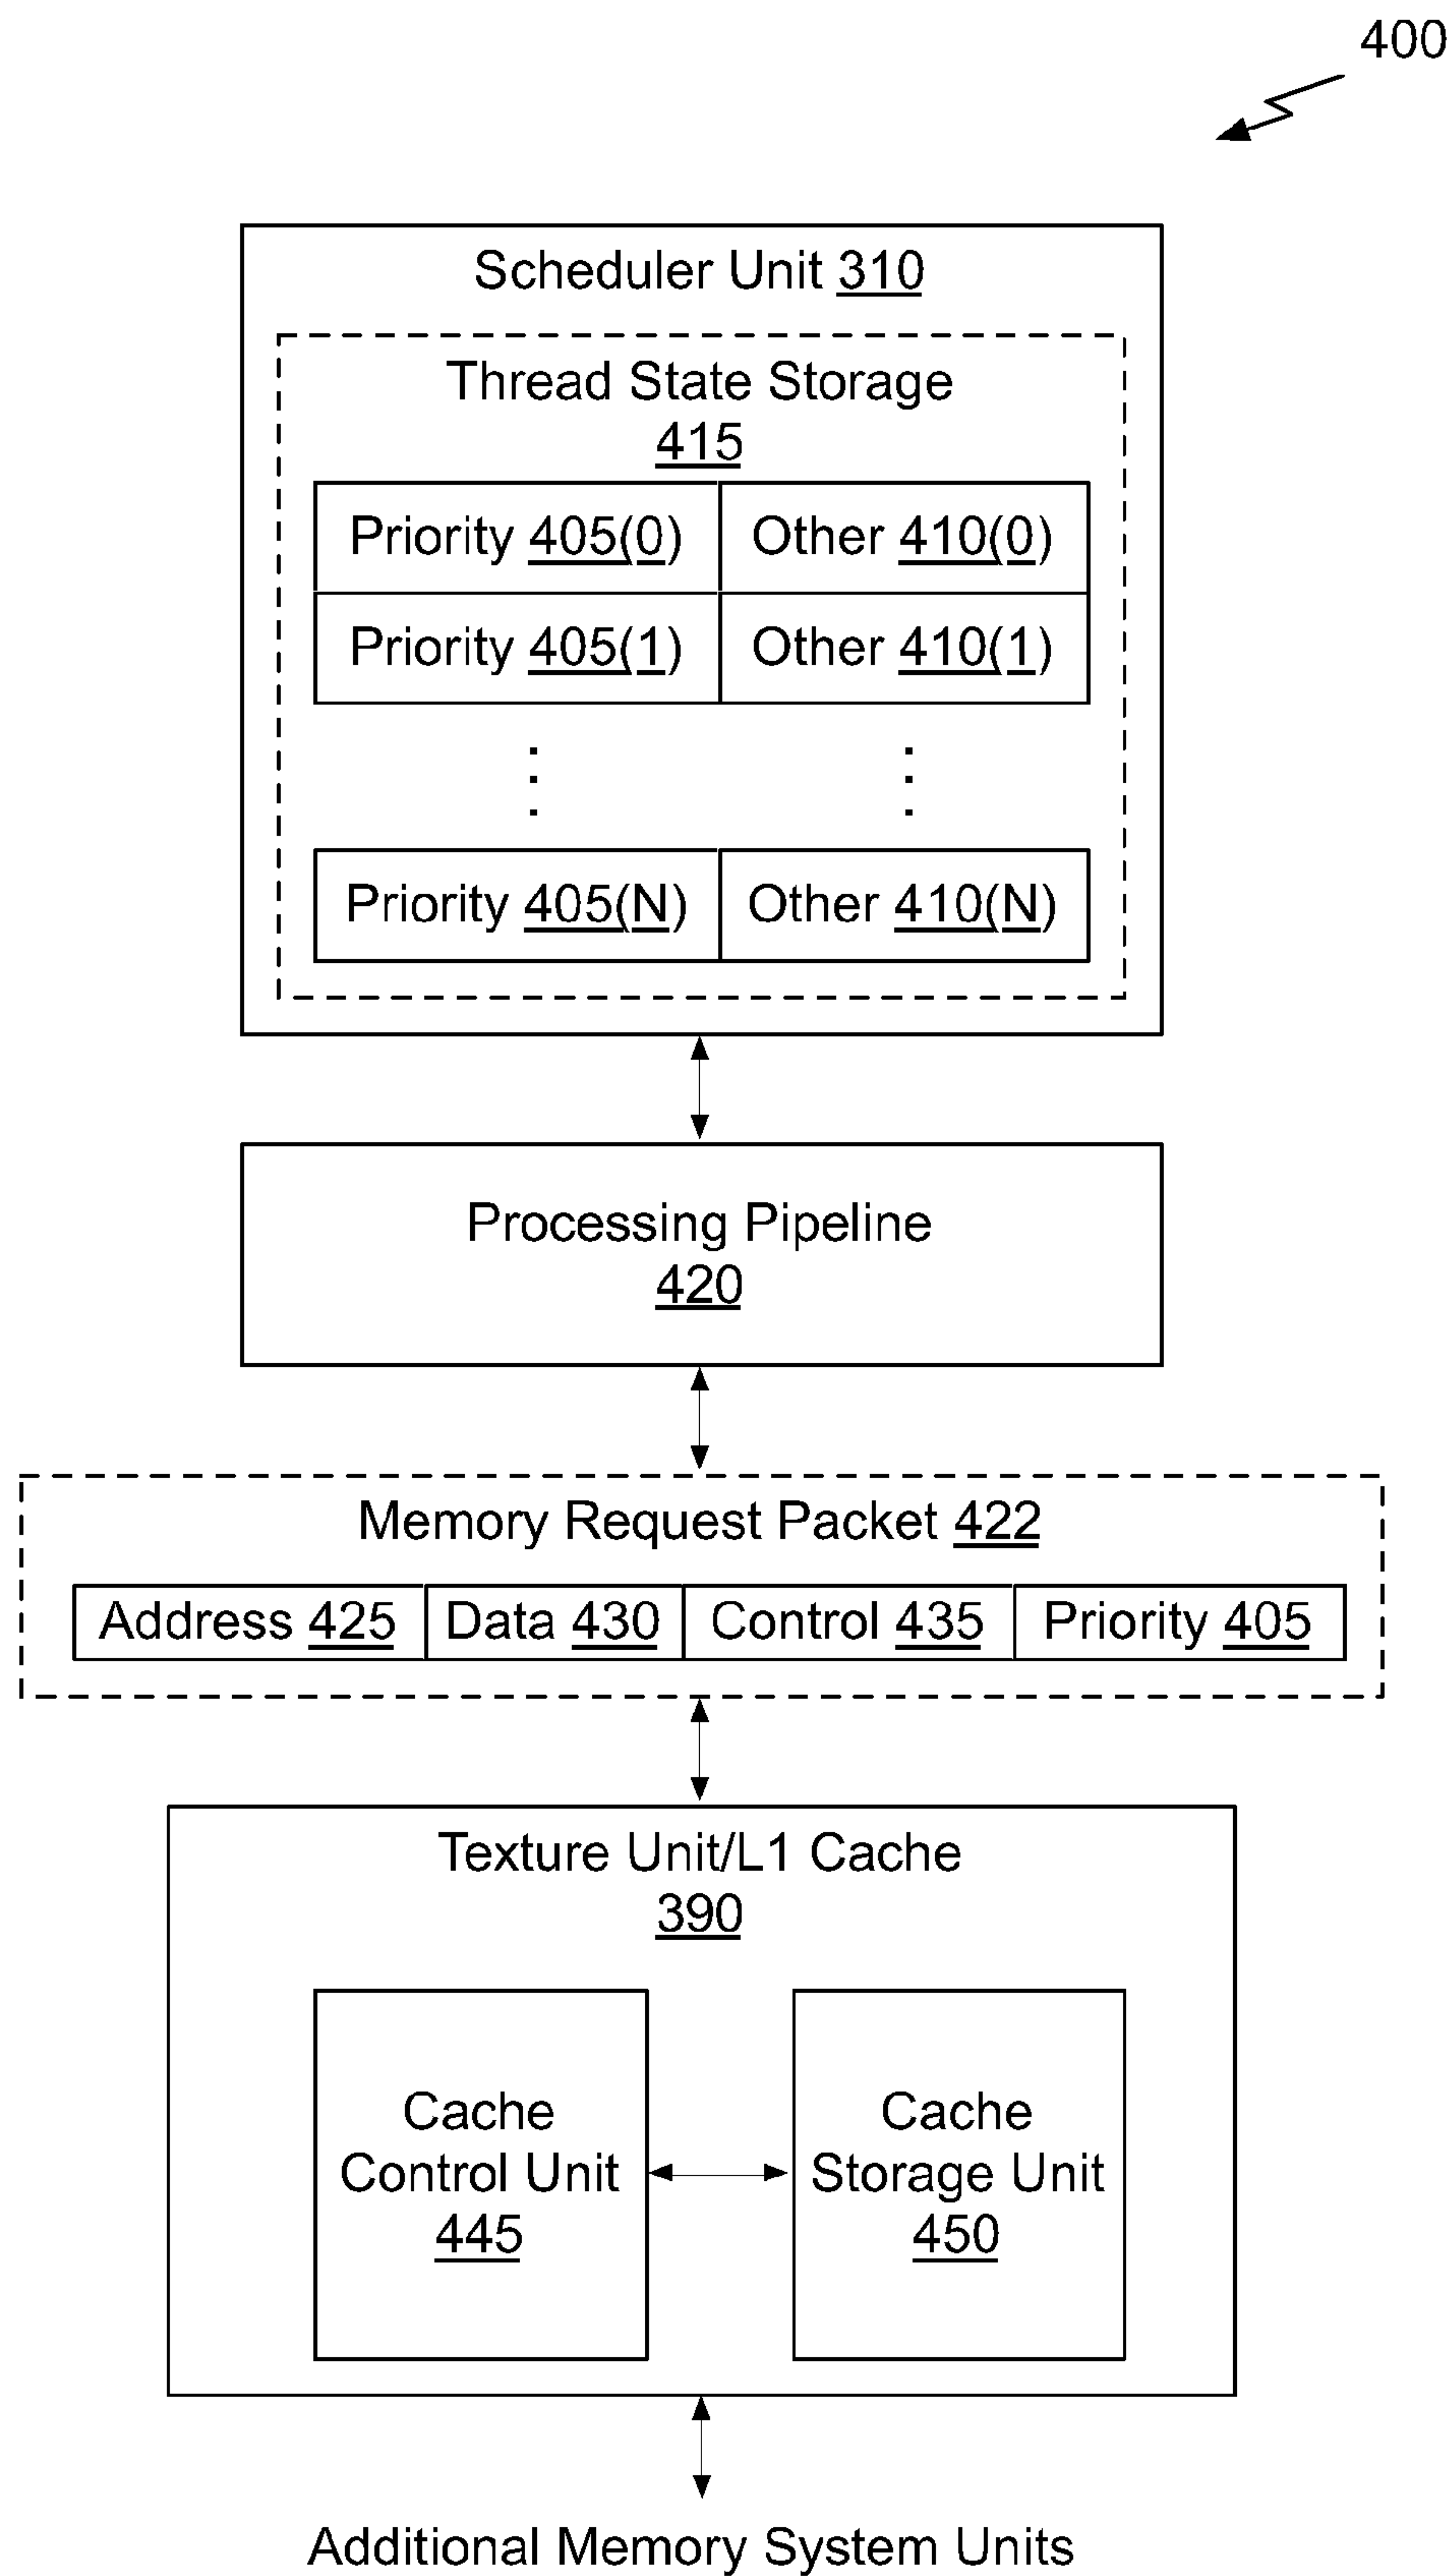 400
Scheduler Unit 310
Thread State Storage
415
Priority 405(0) Other 410(0)
Priority 405(1) Other 410(1)
Priority 405(N) Other 410(N)
Processing Pipeline
420
Memory Request Packet 422
Address 425 Data 430 Control 435 Priority 405
Texture Unit/L1 Cache
390
Cache
Control Unit
445
Cache
Storage Unit
450
Additional Memory System Units